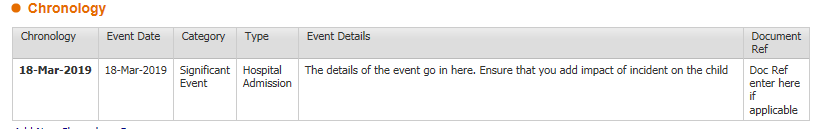 Chronology
Chronology Event Date Category Type Event Details Document
Ref
18-Mar-2019 18-Mar-2019 Significant Hospital The details of the event go in here. Ensure that you add impact of incident on the child Doc Ref
Event Admission enter here
if
applicable